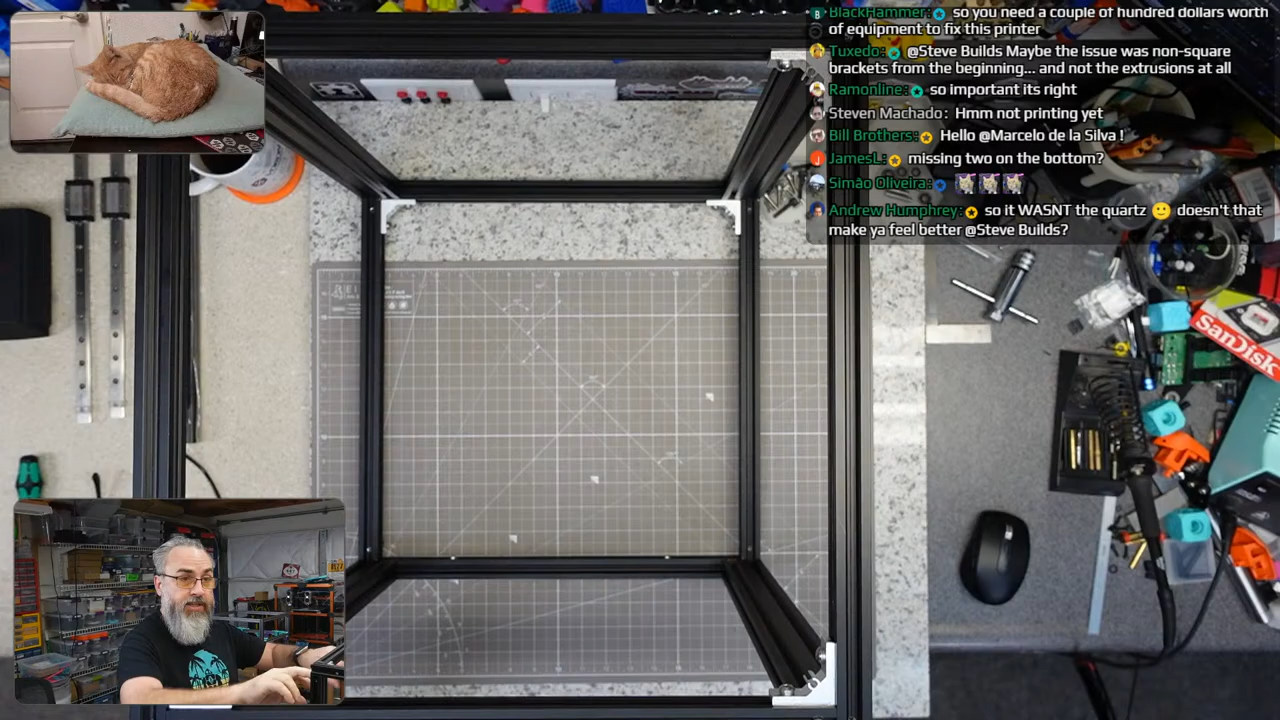 BlackHammer: so you need a couple of hundred dollars worth
of equipment to fix this printer
Tuxedo: @Steve Builds Maybe the issue was non-square
brackets from the beginning... and not the extrusions at all
Ramonline: so important its right
Steven Machado: Hmm not printing yet
Bill Brothers: Hello @Marcelo de la Silva !
JamesL: missing two on the bottom?
Simão Oliveira:
Andrew Humphrey: so it WASNT the quartz 🙂 doesn't that
make ya feel better @Steve Builds?
SanDisk